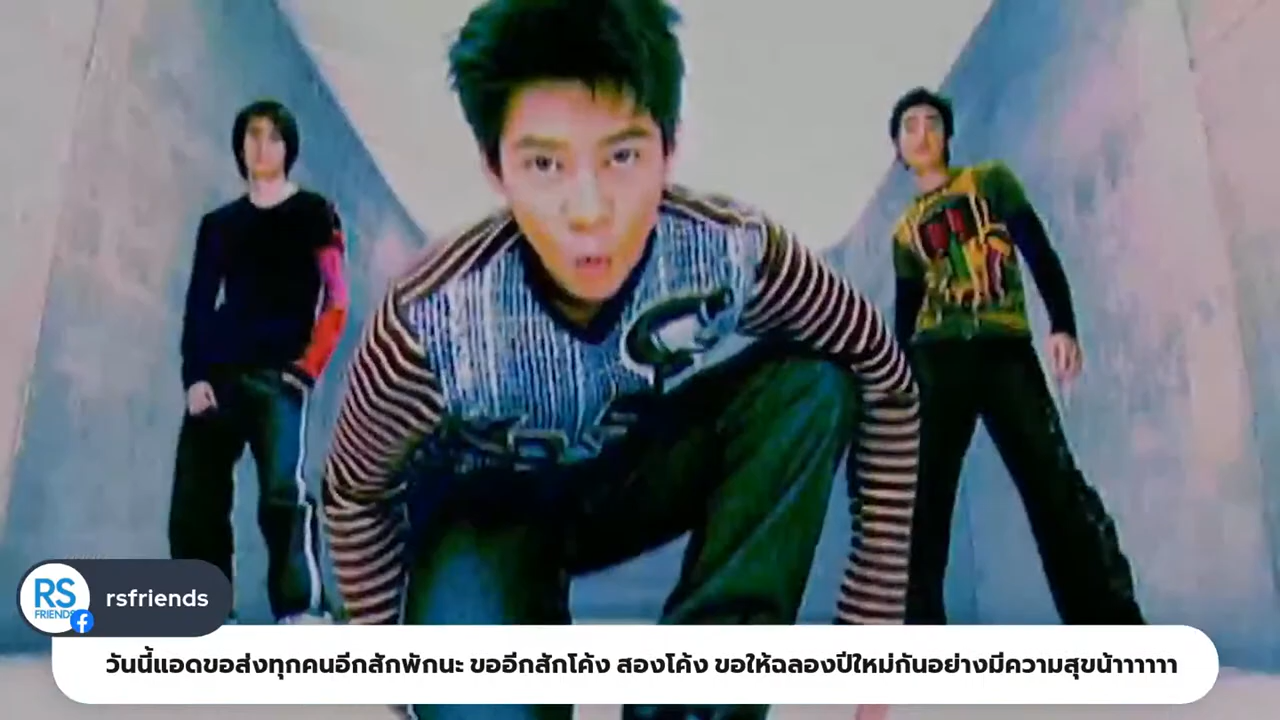 RS
FRIENDS
rsfriends
วันนี้แอดขอส่งทุกคนอีกสักพักนะ ขออีกสักโค้ง สองโค้ง ขอให้ฉลองปีใหม่กันอย่างมีความสุขน้าาาาาา